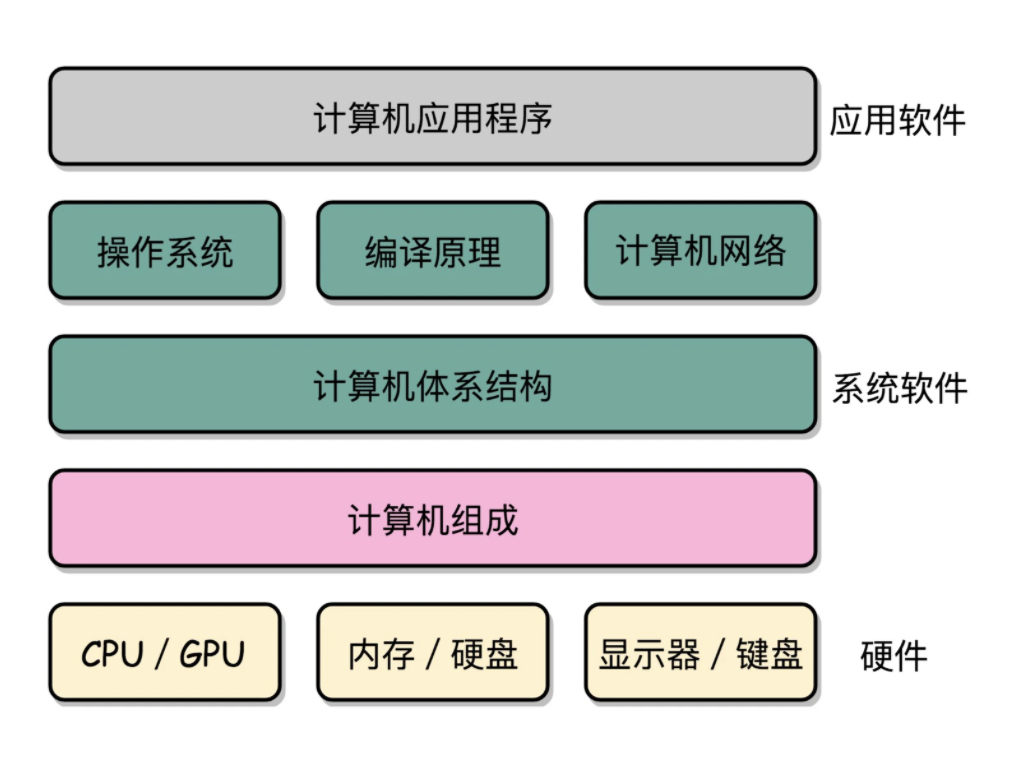 计算机应用程序
应用软件
操作系统
编译原理
计算机网络
计算机体系结构
系统软件
计算机组成
CPU / GPU
内存 / 硬盘
显示器 / 键盘
硬件